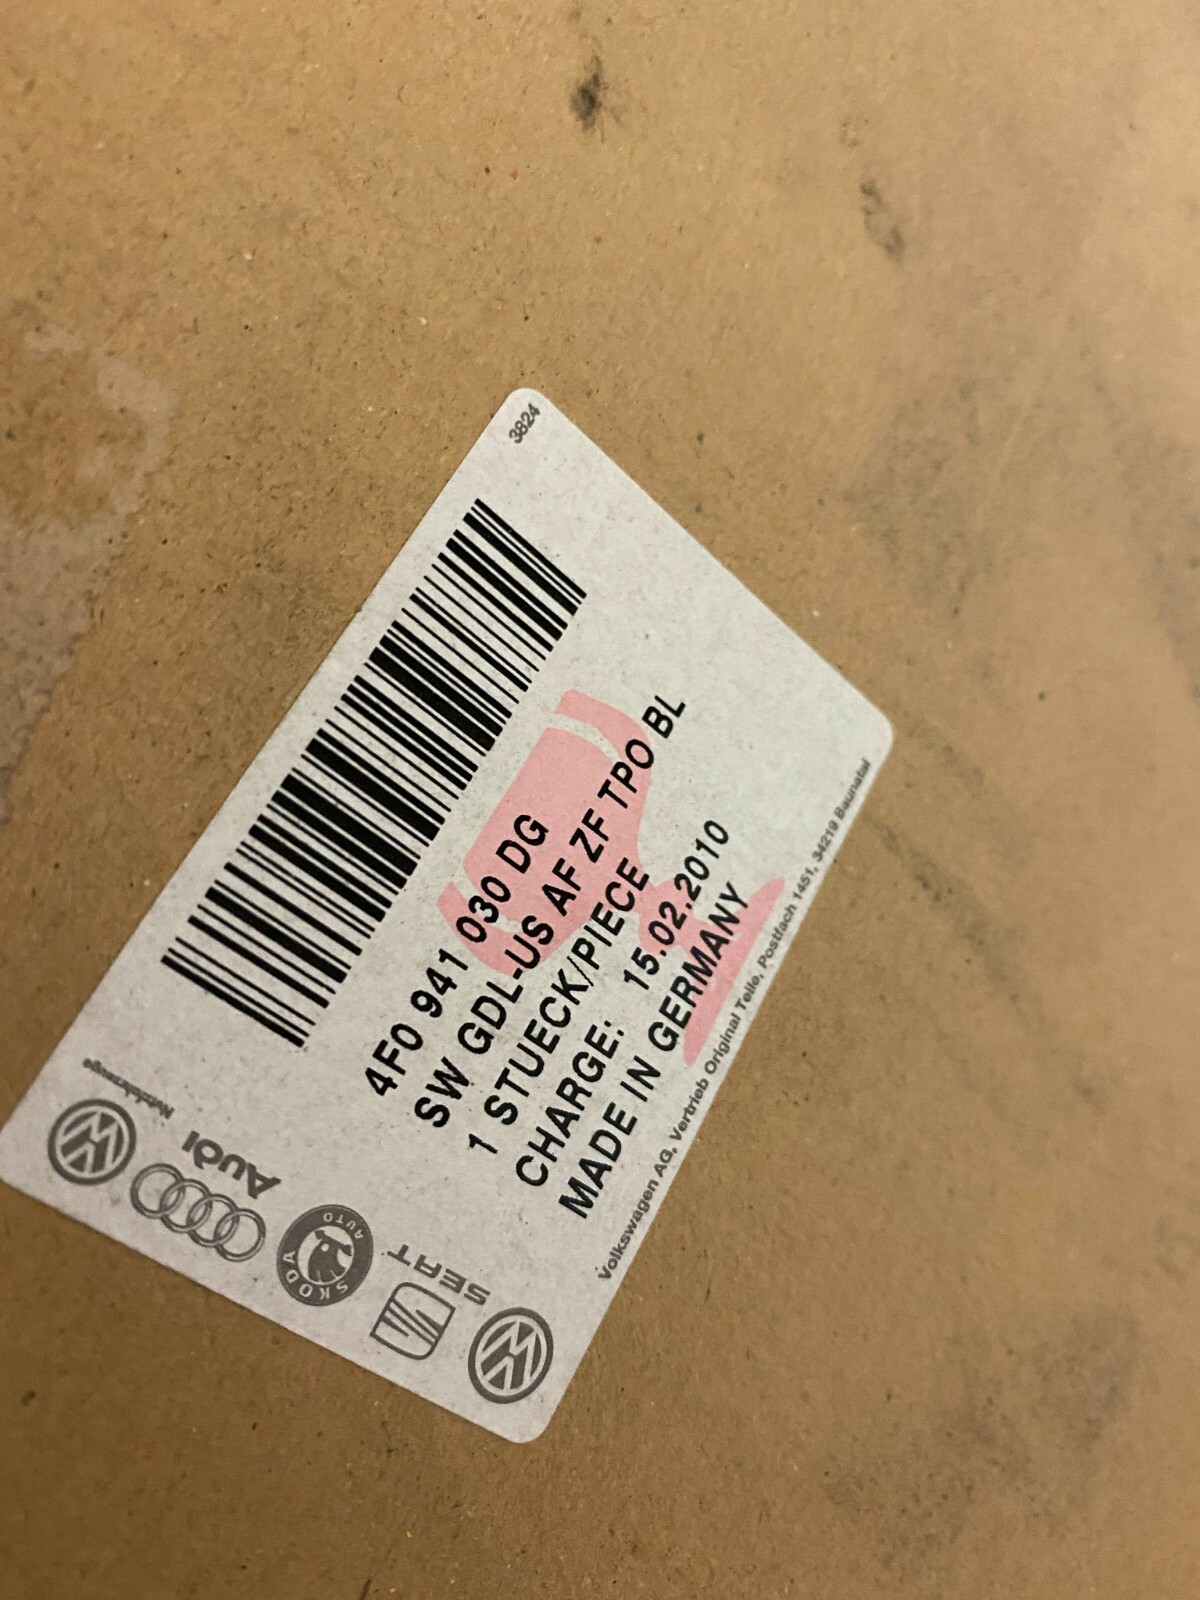 3824
4F0 941 030 DG
SW GDL-US AF ZF TPO BL
1 STUECK/PIECE
CHARGE: 15.02.2010
MADE IN GERMANY
Volkswagen AG, Vertrieb Original Teile, Postfach 1451, 34219 Baunatal
Nutzfahrzeuge
Audi
SKODA AUTO
SEAT